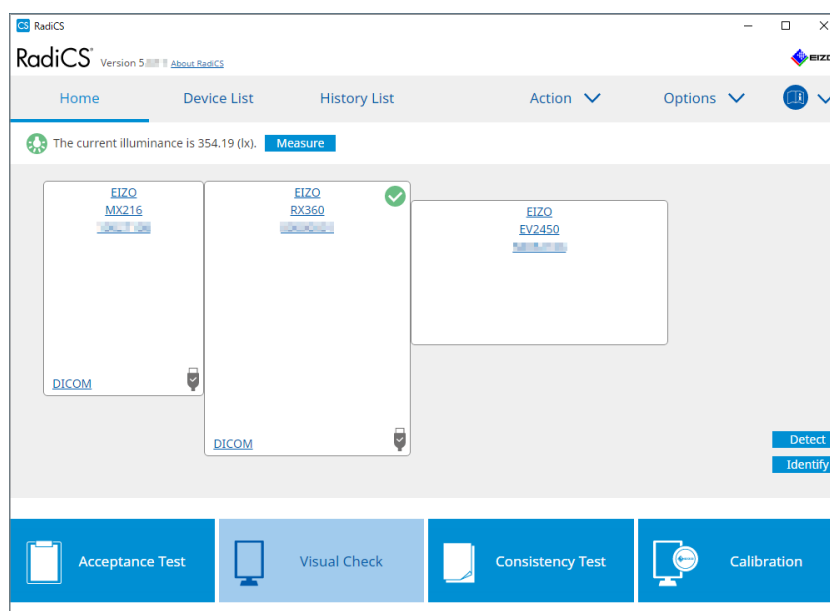 CS RadiCS
RadiCS Version 5 About RadiCS
Home Device List History List Action Options
The current illuminance is 354.19 (lx). Measure
EIZO
MX216
DICOM
EIZO
RX360
DICOM
EIZO
EV2450
Detect
Identify
Acceptance Test Visual Check Consistency Test Calibration